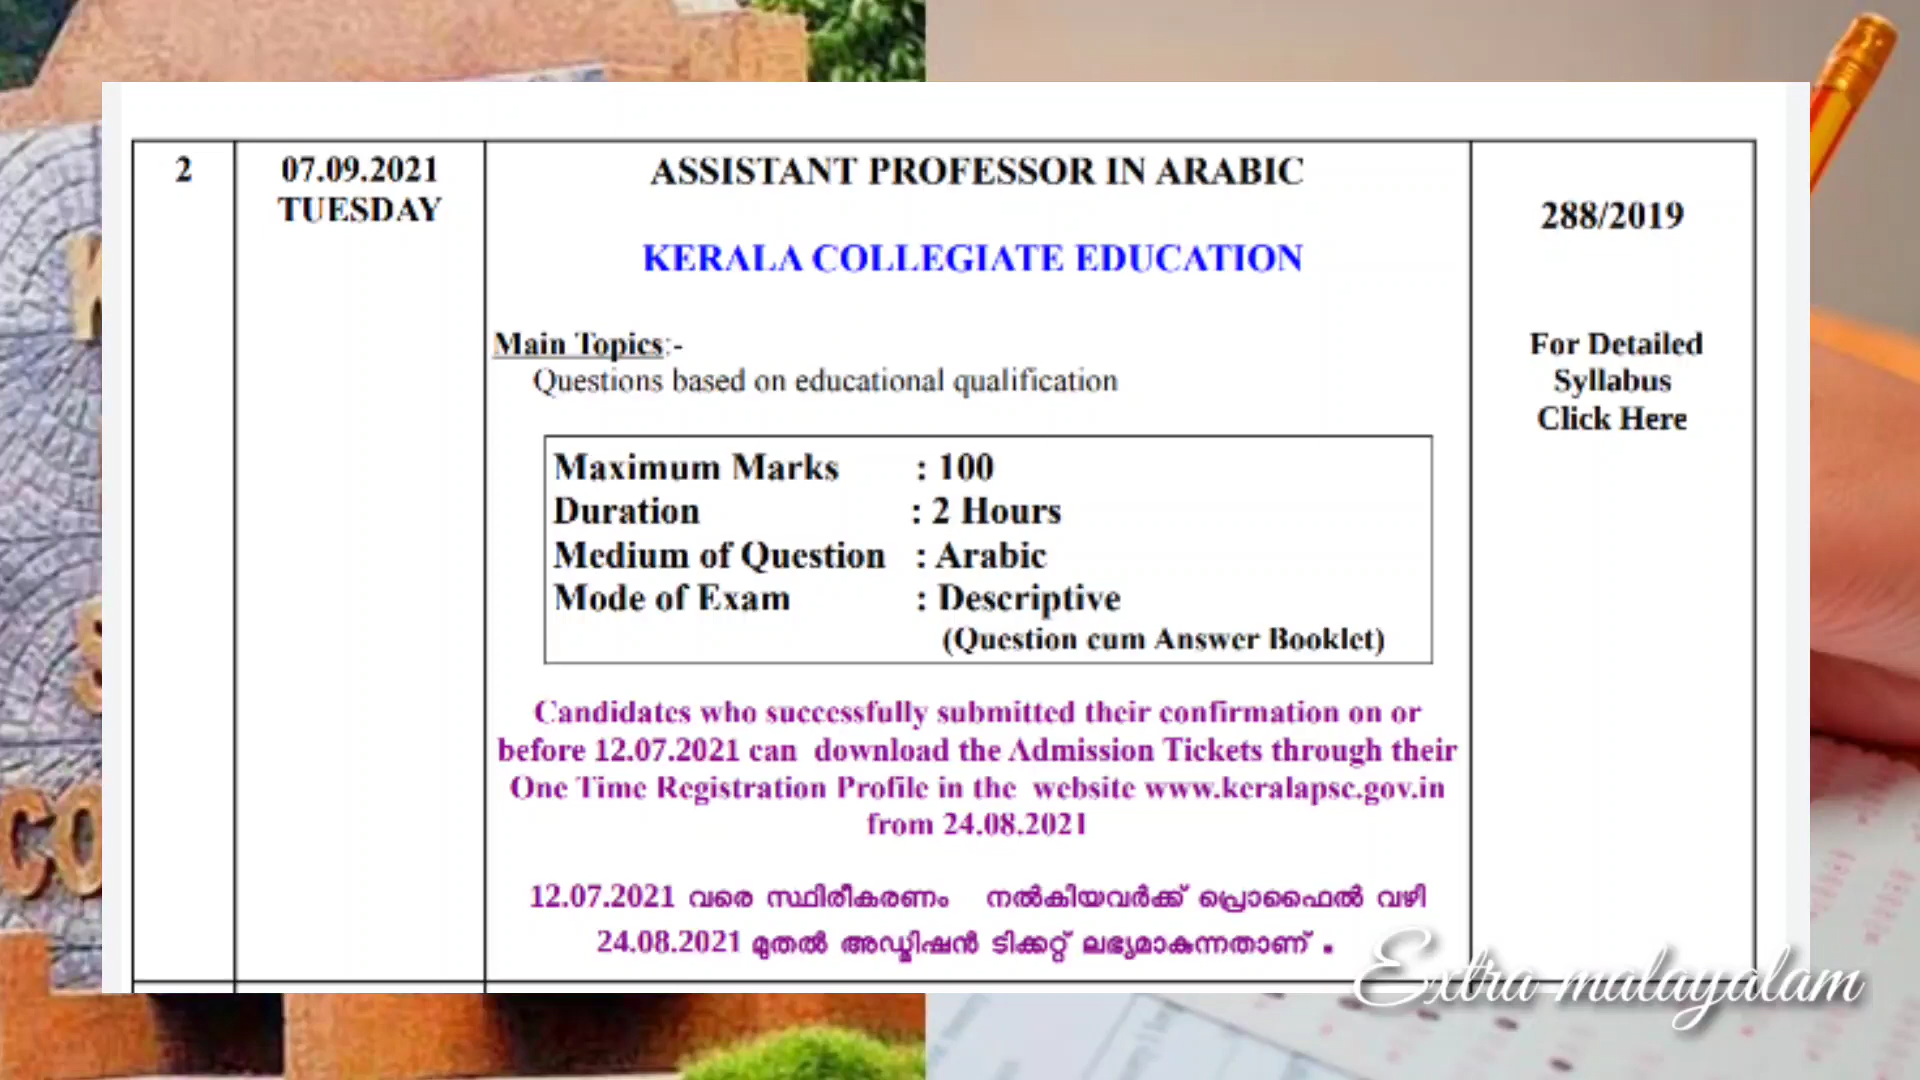 2
07.09.2021
TUESDAY
ASSISTANT PROFESSOR IN ARABIC
KERALA COLLEGIATE EDUCATION
Main Topics:-
Questions based on educational qualification
Maximum Marks : 100
Duration : 2 Hours
Medium of Question : Arabic
Mode of Exam : Descriptive
(Question cum Answer Booklet)
Candidates who successfully submitted their confirmation on or
before 12.07.2021 can download the Admission Tickets through their
One Time Registration Profile in the website www.keralapsc.gov.in
from 24.08.2021
12.07.2021 വരെ സ്ഥിരീകരണം നൽകിയവർക്ക് പ്രൊഫൈൽ വഴി
24.08.2021 മുതൽ അഡ്മിഷൻ ടിക്കറ്റ് ലഭ്യമാകുന്നതാണ് .
288/2019
For Detailed
Syllabus
Click Here
Extra malayalam
CO